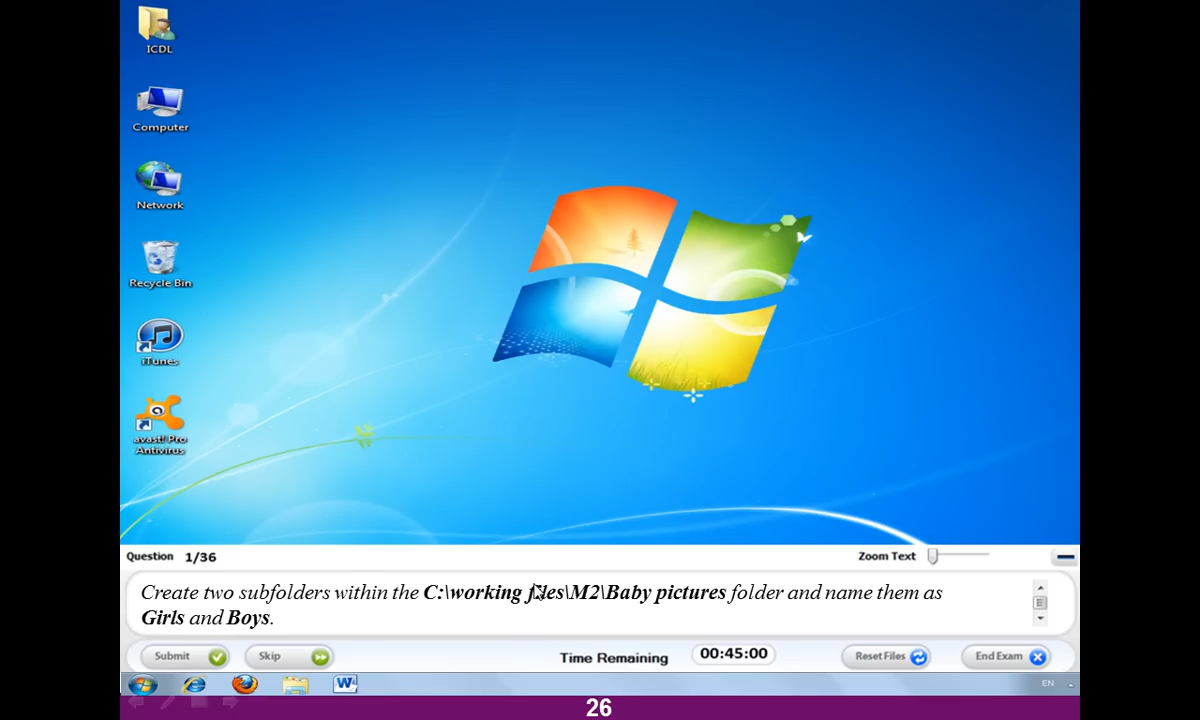 ICDL
Computer
Network
Recycle Bin
iTunes
avast! Pro
Antivirus
Question 1/36
Zoom Text
Create two subfolders within the C:\working files\M2\Baby pictures folder and name them as
Girls and Boys.
Submit
Skip
Time Remaining 00:45:00
Reset Files
End Exam
EN
26